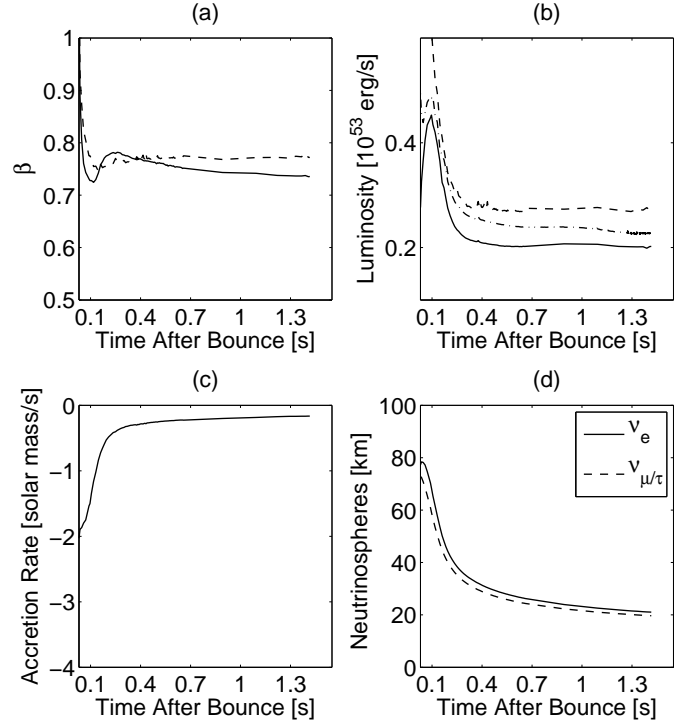 (a)
1
0.9
0.8
0.7
0.6
0.5
β
0.1 0.4 0.7 1 1.3
Time After Bounce [s]
(b)
0.4
0.2
Luminosity [10^53 erg/s]
0.1 0.4 0.7 1 1.3
Time After Bounce [s]
(c)
0
−1
−2
−3
−4
Accretion Rate [solar mass/s]
0.1 0.4 0.7 1 1.3
Time After Bounce [s]
(d)
100
80
60
40
20
0
Neutrinospheres [km]
ν_e
ν_μ/τ
0.1 0.4 0.7 1 1.3
Time After Bounce [s]